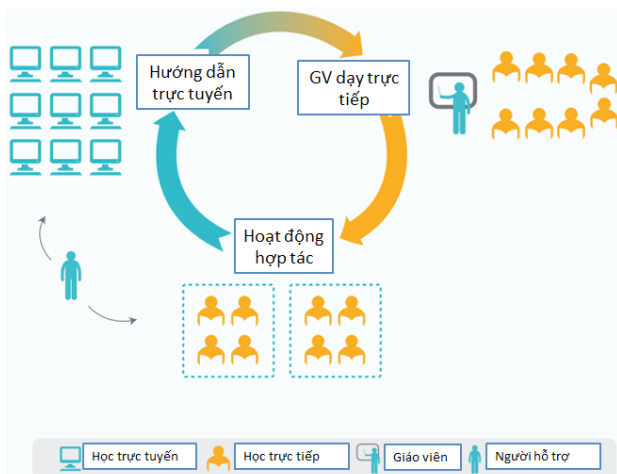 Hướng dẫn
trực tuyến
GV dạy trực
tiếp
Hoạt động
hợp tác
Học trực tuyến
Học trực tiếp
Giáo viên
Người hỗ trợ